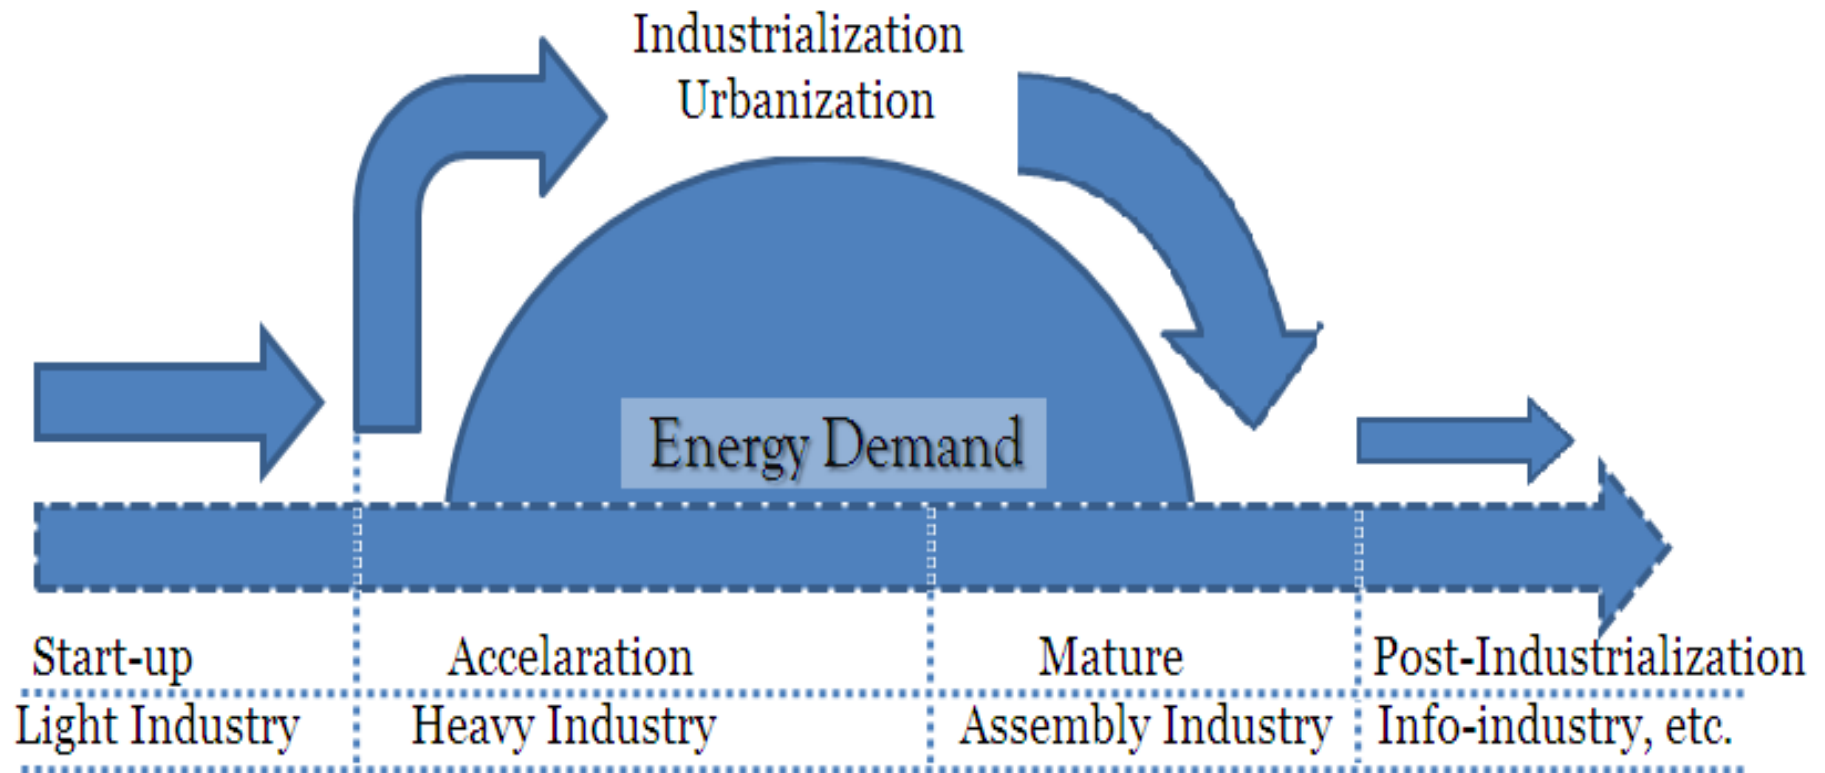 Industrialization
Urbanization
Energy Demand
Start-up Accelaration Mature Post-Industrialization
Light Industry Heavy Industry Assembly Industry Info-industry, etc.